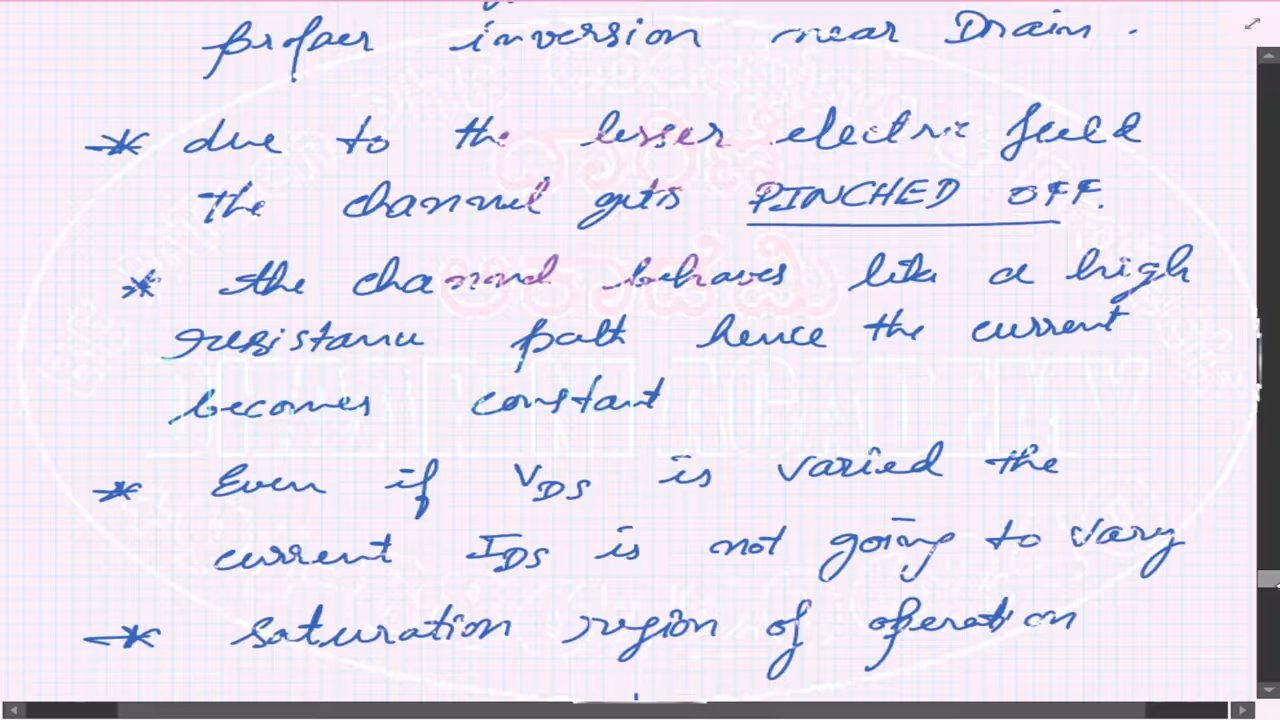 proper inversion near Drain.
* due to the lesser electric field
the channel gets PINCHED OFF.
* the channel behaves like a high
resistance path hence the current
becomes constant
* Even if VDS is varied the
current IDS is not going to vary
* saturation region of operation